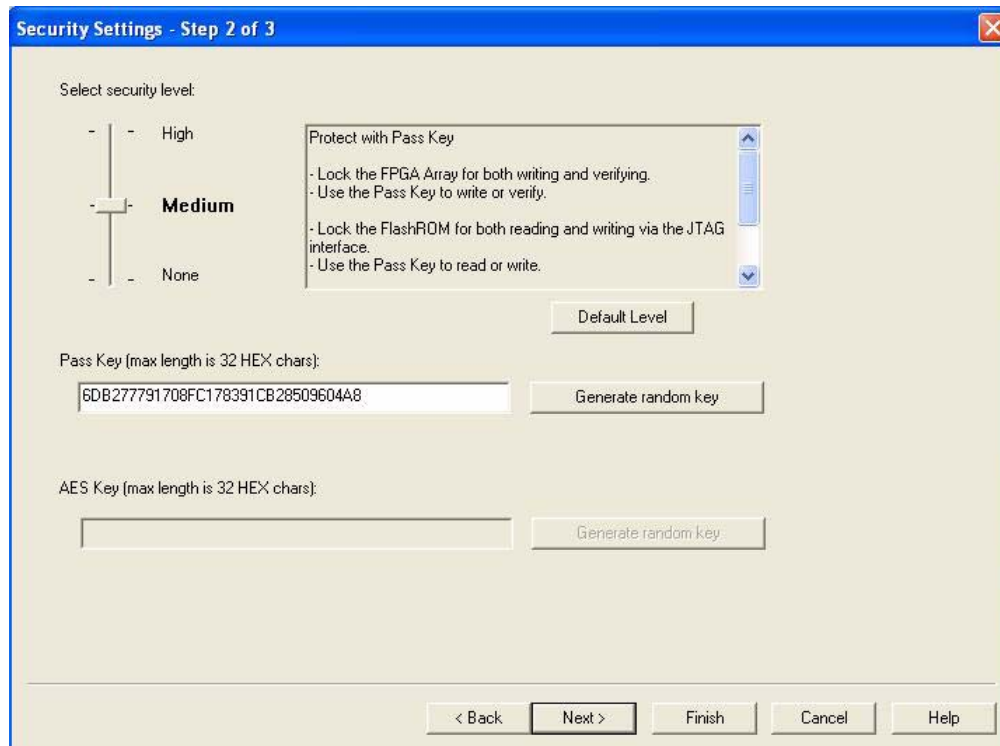 Security Settings - Step 2 of 3
Select security level:
High
Medium
None
Protect with Pass Key
- Lock the FPGA Array for both writing and verifying.
- Use the Pass Key to write or verify.
- Lock the FlashROM for both reading and writing via the JTAG
interface.
- Use the Pass Key to read or write.
Default Level
Pass Key (max length is 32 HEX chars):
6DB277791708FC178391CB28509604A8
Generate random key
AES Key (max length is 32 HEX chars):
Generate random key
< Back
Next >
Finish
Cancel
Help